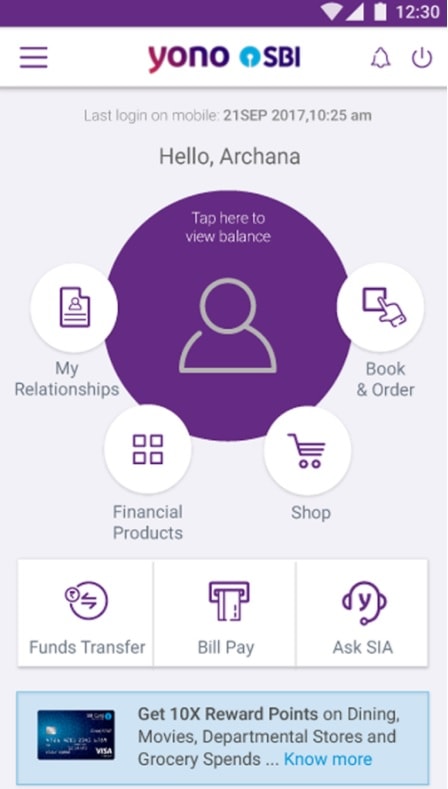 12:30
yono SBI
Last login on mobile: 21SEP 2017,10:25 am
Hello, Archana
Tap here to
view balance
My
Relationships
Book
& Order
Financial
Products
Shop
Funds Transfer
Bill Pay
y
Ask SIA
Get 10X Reward Points on Dining,
Movies, Departmental Stores and
Grocery Spends ... Know more
VISA